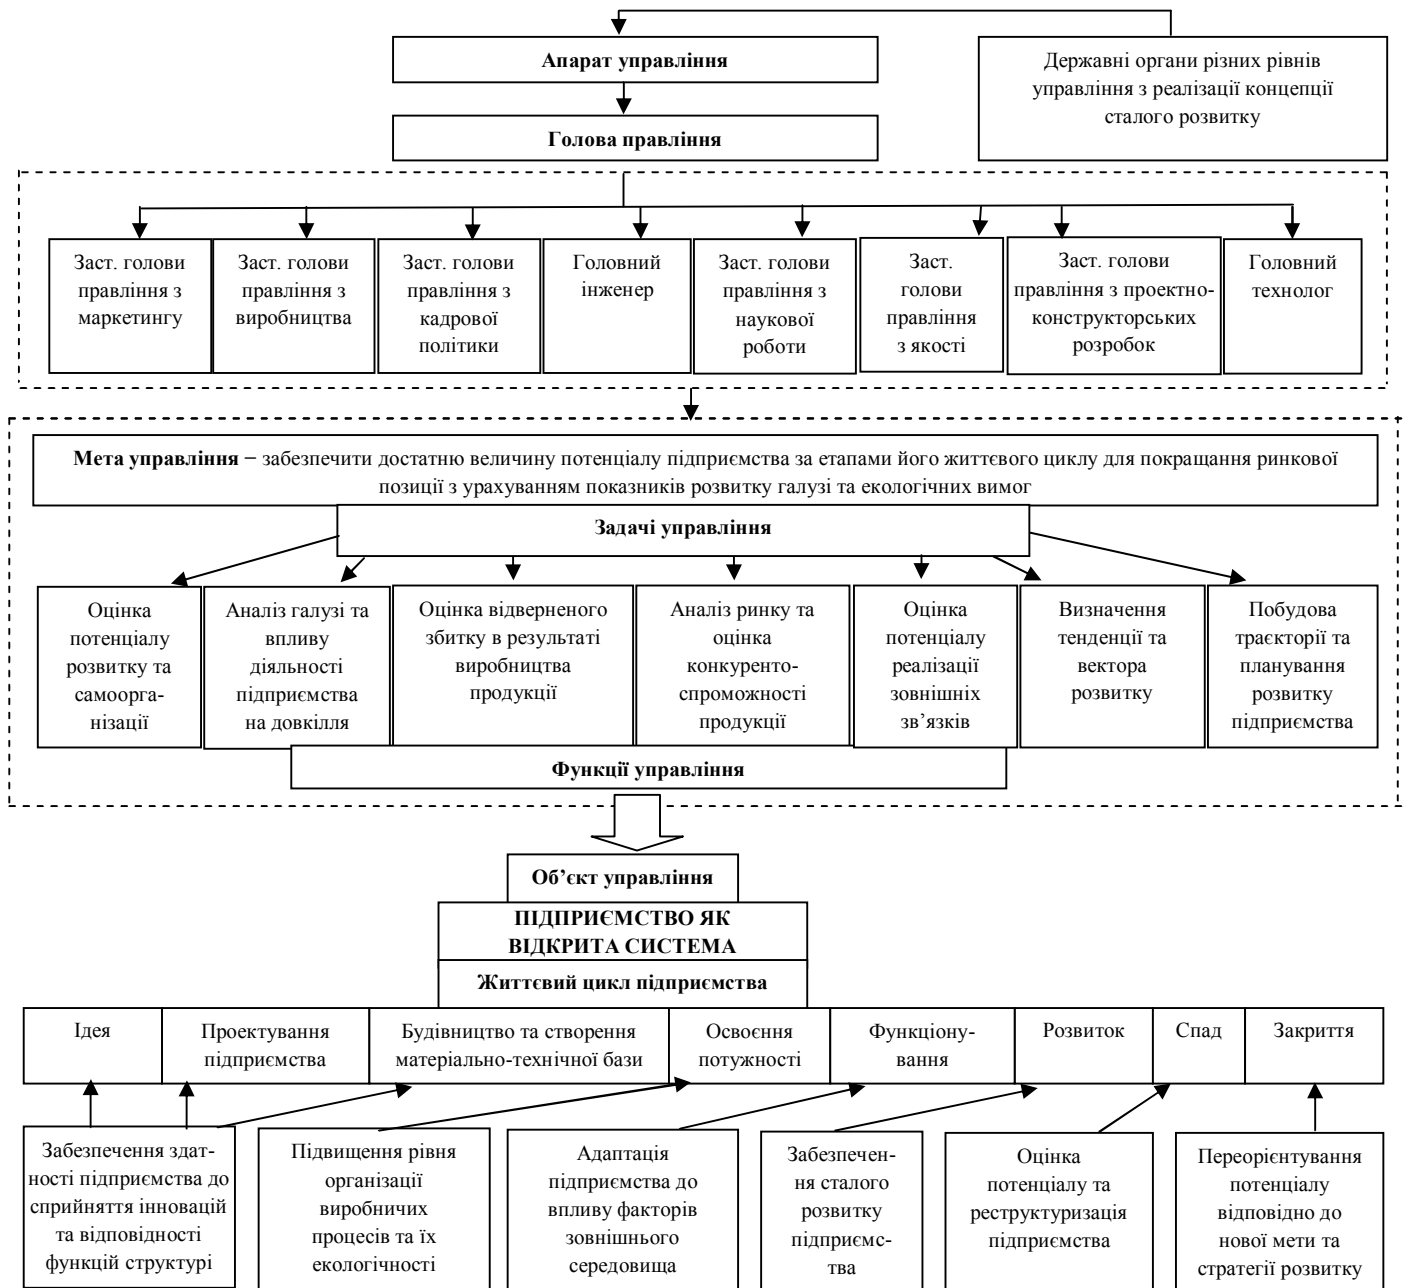 Апарат управління
Державні органи різних рівнів
управління з реалізації концепції
сталого розвитку
Голова правління
Заст. голови
правління з
маркетингу
Заст. голови
правління з
виробництва
Заст. голови
правління з
кадрової
політики
Головний
інженер
Заст. голови
правління з
наукової
роботи
Заст.
голови
правління
з якості
Заст. голови
правління з проектно-
конструкторських
розробок
Головний
технолог
Мета управління – забезпечити достатню величину потенціалу підприємства за етапами його життєвого циклу для покращання ринкової
позиції з урахуванням показників розвитку галузі та екологічних вимог
Задачі управління
Оцінка
потенціалу
розвитку та
самоорга-
нізації
Аналіз галузі та
впливу
діяльності
підприємства
на довкілля
Оцінка відверненого
збитку в результаті
виробництва
продукції
Аналіз ринку та
оцінка
конкуренто-
спроможності
продукції
Оцінка
потенціалу
реалізації
зовнішніх
зв’язків
Визначення
тенденції та
вектора
розвитку
Побудова
траєкторії та
планування
розвитку
підприємства
Функції управління
Об’єкт управління
ПІДПРИЄМСТВО ЯК
ВІДКРИТА СИСТЕМА
Життєвий цикл підприємства
Ідея
Проектування
підприємства
Будівництво та створення
матеріально-технічної бази
Освоєння
потужності
Функціону-
вання
Розвиток
Спад
Закриття
Забезпечення здат-
ності підприємства до
сприйняття інновацій
та відповідності
функцій структурі
Підвищення рівня
організації
виробничих
процесів та їх
екологічності
Адаптація
підприємства до
впливу факторів
зовнішнього
середовища
Забезпечен-
ня сталого
розвитку
підприємс-
тва
Оцінка
потенціалу та
реструктуризація
підприємства
Переорієнтування
потенціалу
відповідно до
нової мети та
стратегії розвитку